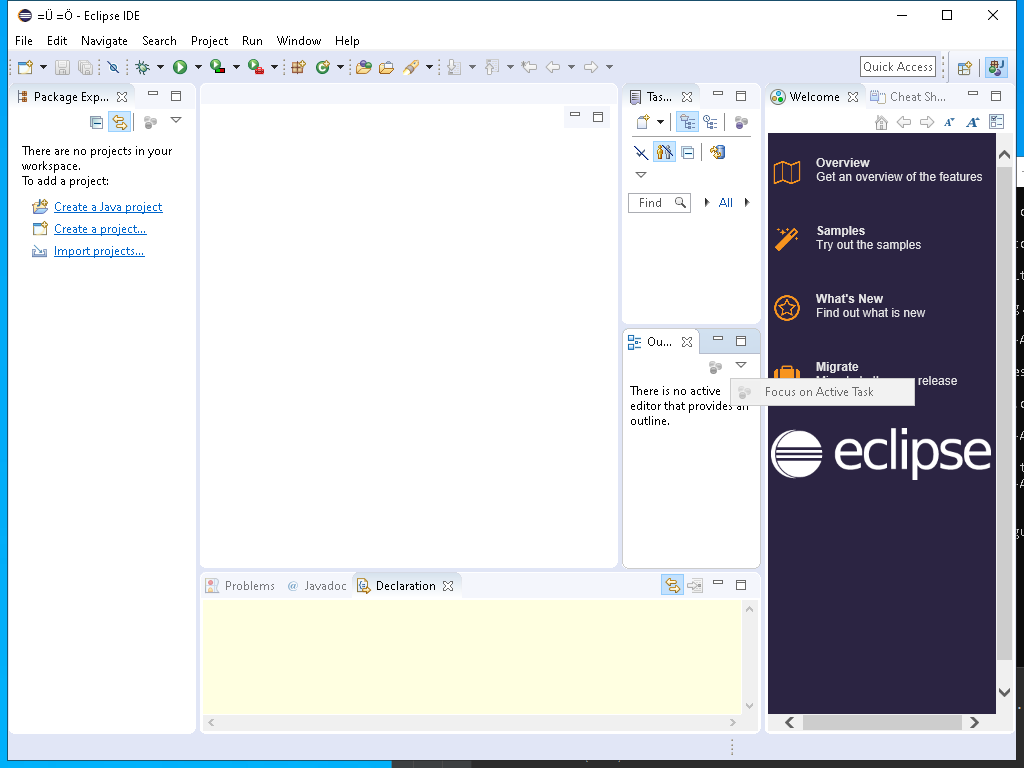 =Ü =Ö - Eclipse IDE
File Edit Navigate Search Project Run Window Help
Quick Access
Package Exp...
Tas...
Welcome
Cheat Sh...
There are no projects in your
workspace.
To add a project:
Create a Java project
Create a project...
Import projects...
Find
All
Ou...
There is no active
editor that provides an
outline.
Focus on Active Task
Overview
Get an overview of the features
Samples
Try out the samples
What's New
Find out what is new
Migrate
release
eclipse
Problems
@ Javadoc
Declaration